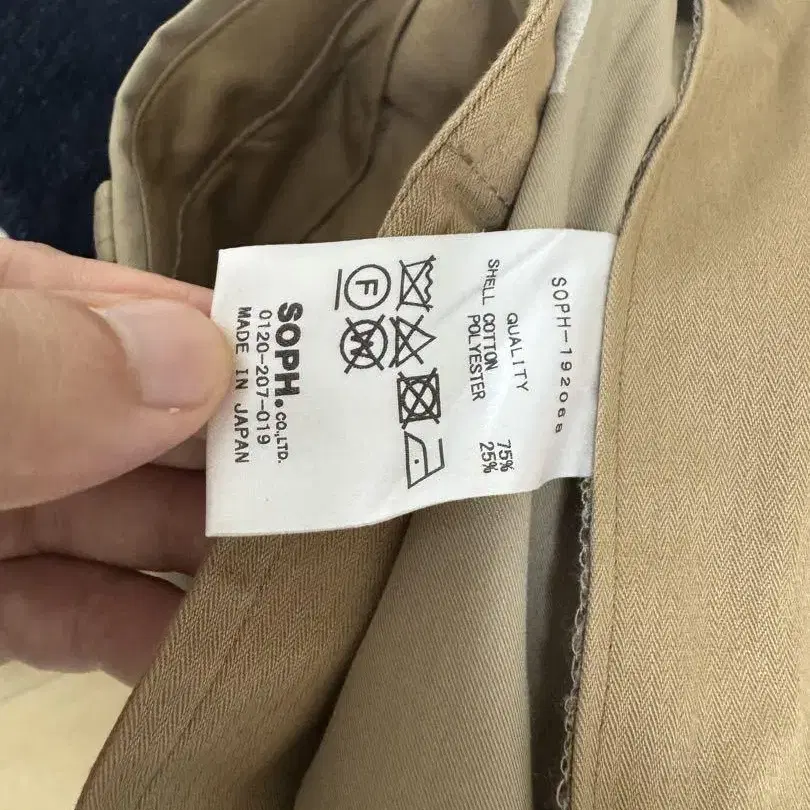 SOPH-192068
QUALITY
SHELL COTTON 75%
POLYESTER 25%
F
W
SOPH.CO.,LTD.
0120-207-019
MADE IN JAPAN